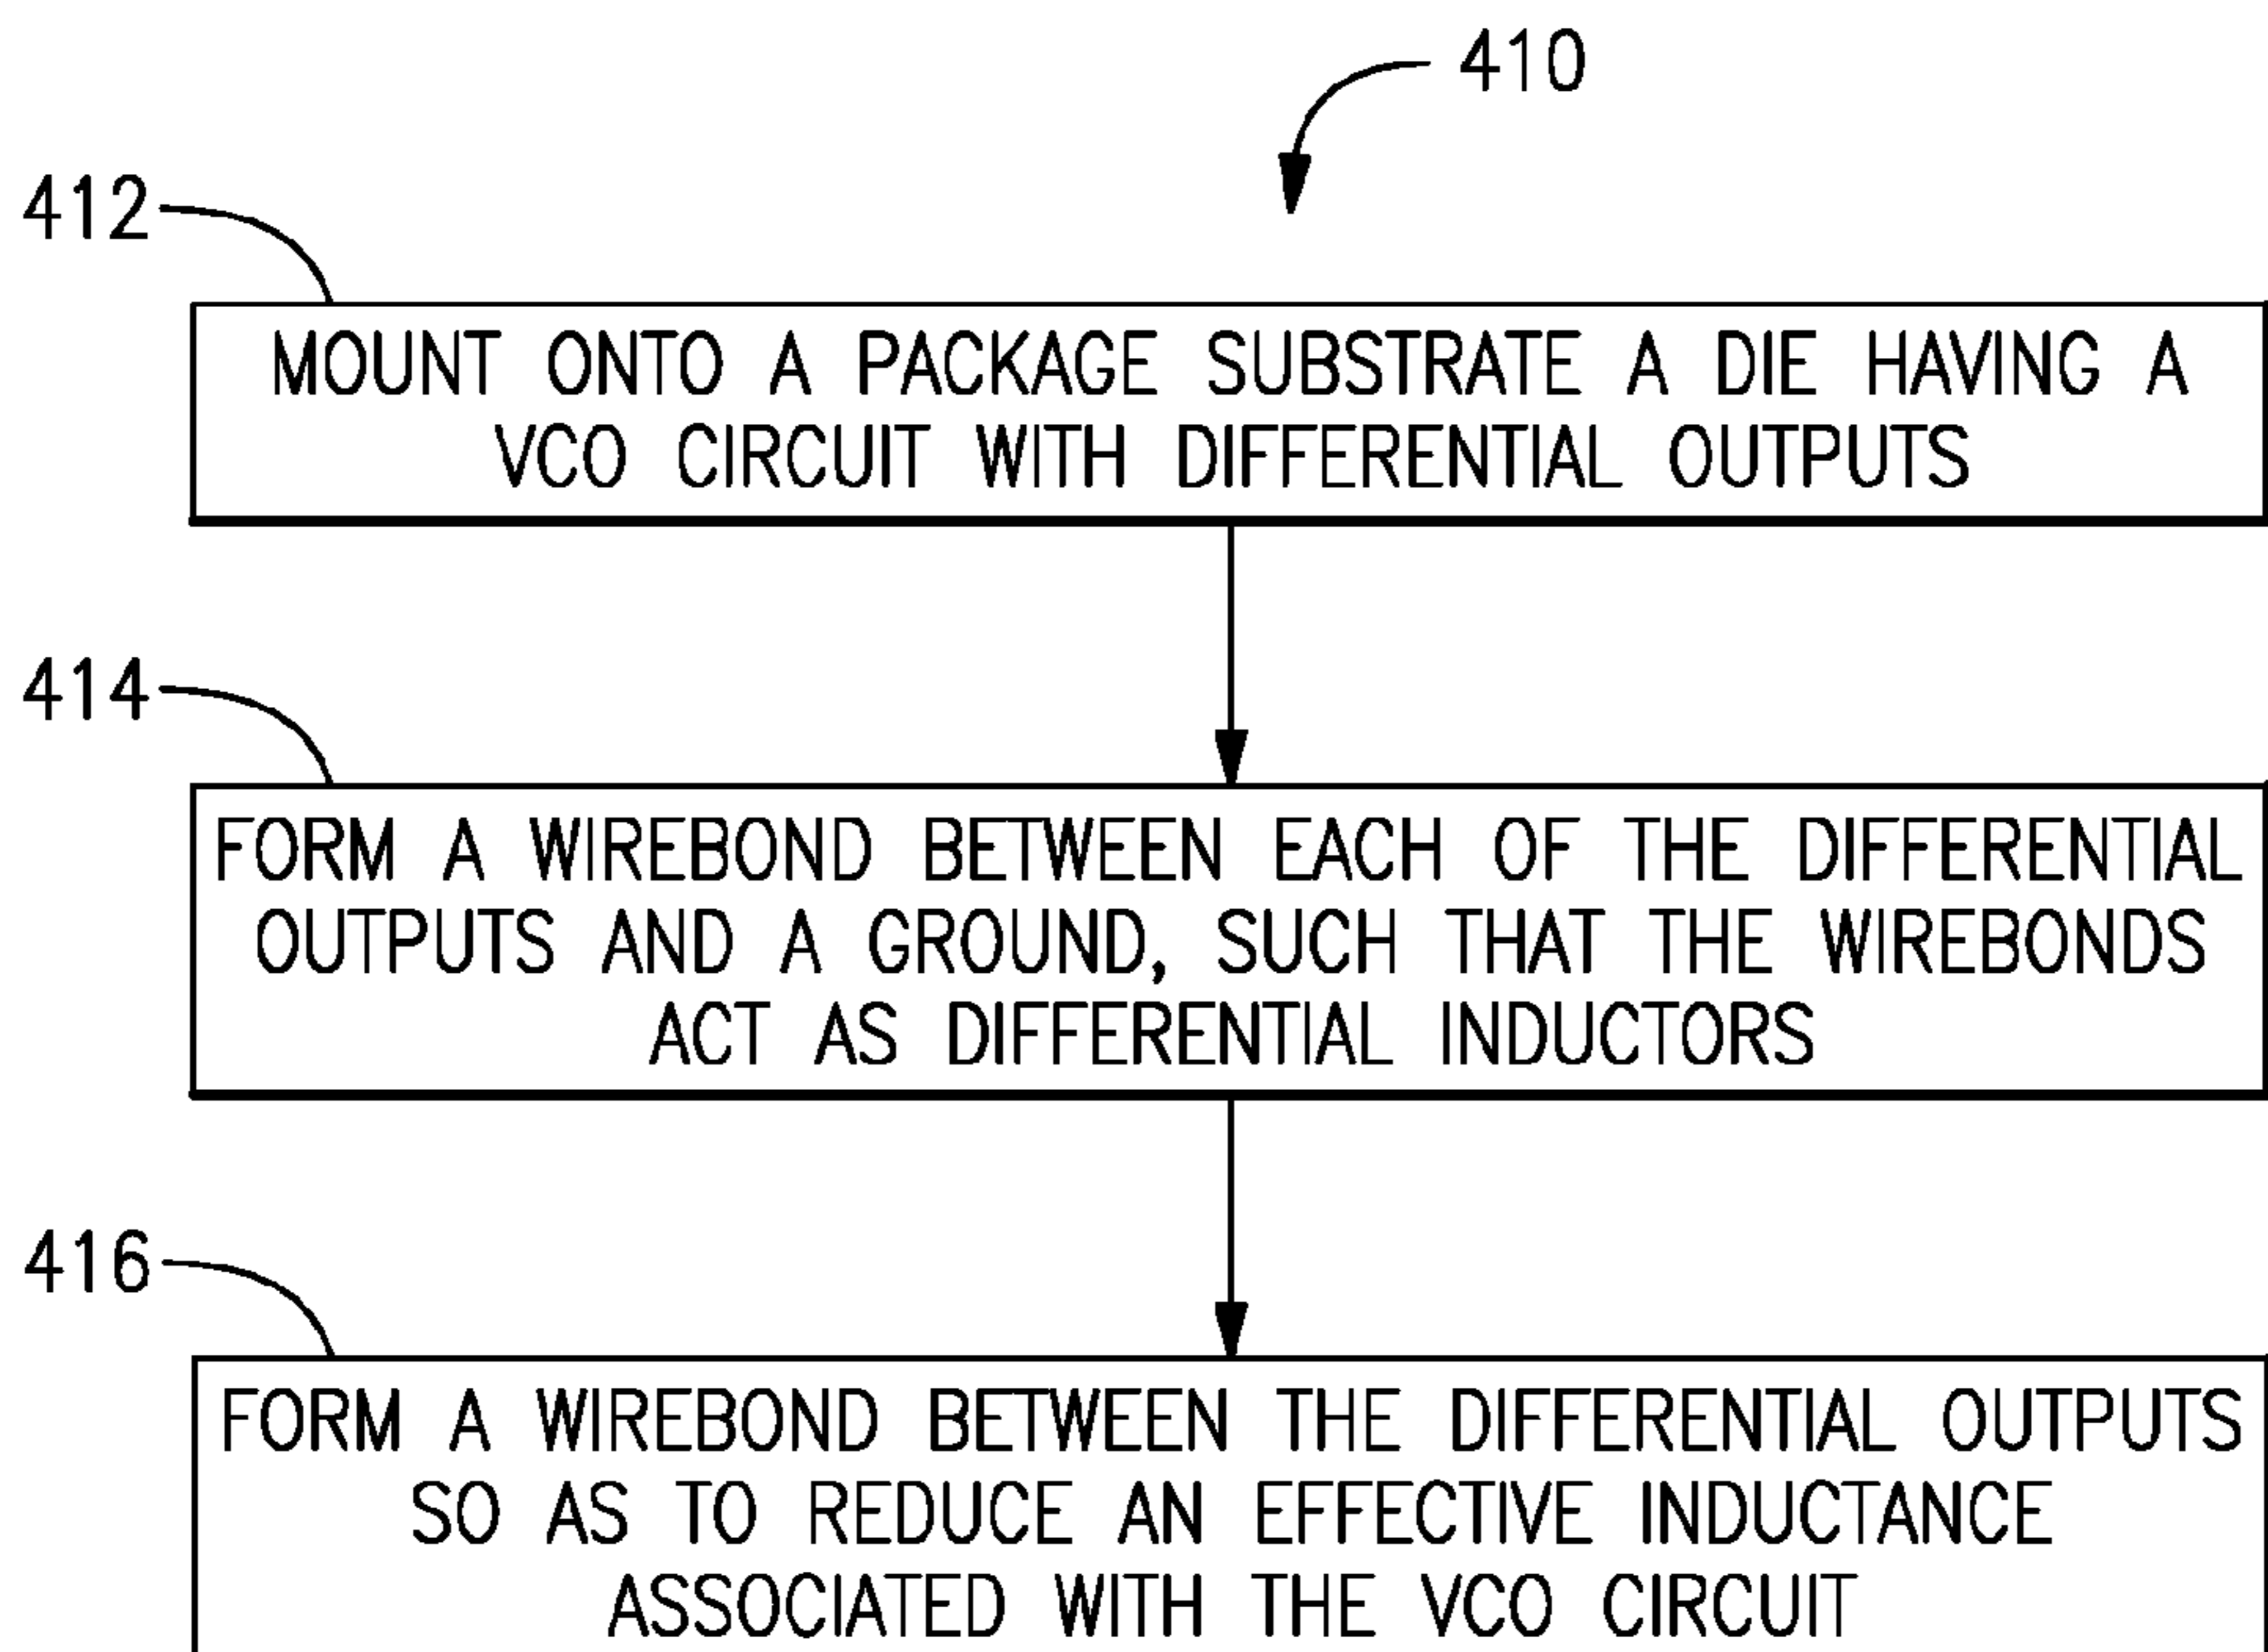 410
412
MOUNT ONTO A PACKAGE SUBSTRATE A DIE HAVING A
VCO CIRCUIT WITH DIFFERENTIAL OUTPUTS
414
FORM A WIREBOND BETWEEN EACH OF THE DIFFERENTIAL
OUTPUTS AND A GROUND, SUCH THAT THE WIREBONDS
ACT AS DIFFERENTIAL INDUCTORS
416
FORM A WIREBOND BETWEEN THE DIFFERENTIAL OUTPUTS
SO AS TO REDUCE AN EFFECTIVE INDUCTANCE
ASSOCIATED WITH THE VCO CIRCUIT